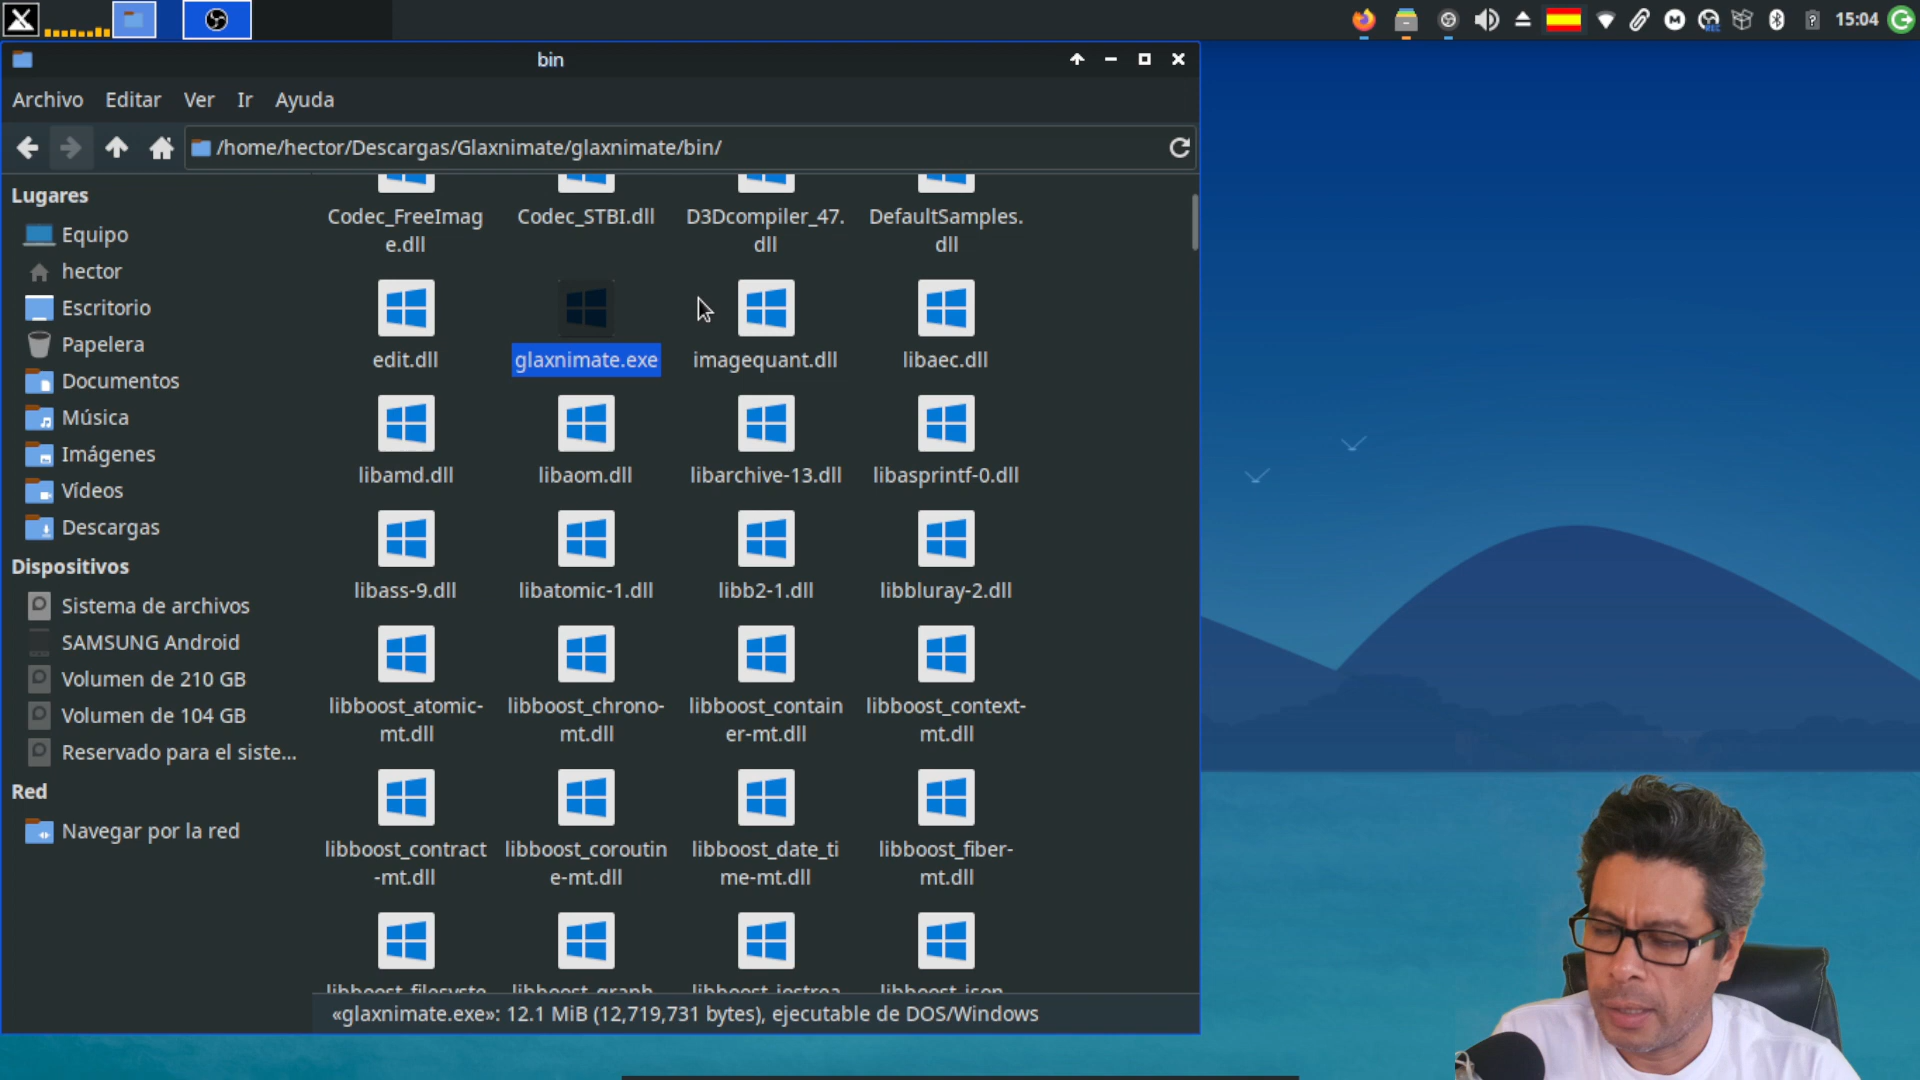 15:04
bin
Archivo Editar Ver Ir Ayuda
/home/hector/Descargas/Glaxnimate/glaxnimate/bin/
Lugares
Equipo
hector
Escritorio
Papelera
Documentos
Música
Imágenes
Vídeos
Descargas
Dispositivos
Sistema de archivos
SAMSUNG Android
Volumen de 210 GB
Volumen de 104 GB
Reservado para el siste...
Red
Navegar por la red
Codec_FreeImag
e.dll
Codec_STBI.dll
D3Dcompiler_47.
dll
DefaultSamples.
dll
edit.dll
glaxnimate.exe
imagequant.dll
libaec.dll
libamd.dll
libaom.dll
libarchive-13.dll
libasprintf-0.dll
libass-9.dll
libatomic-1.dll
libb2-1.dll
libbluray-2.dll
libboost_atomic-
mt.dll
libboost_chrono-
mt.dll
libboost_contain
er-mt.dll
libboost_context-
mt.dll
libboost_contract
-mt.dll
libboost_coroutin
e-mt.dll
libboost_date_ti
me-mt.dll
libboost_fiber-
mt.dll
libboost_filesyste
libboost_graph
libboost_iostrea
libboost_json
«glaxnimate.exe»: 12.1 MiB (12,719,731 bytes), ejecutable de DOS/Windows